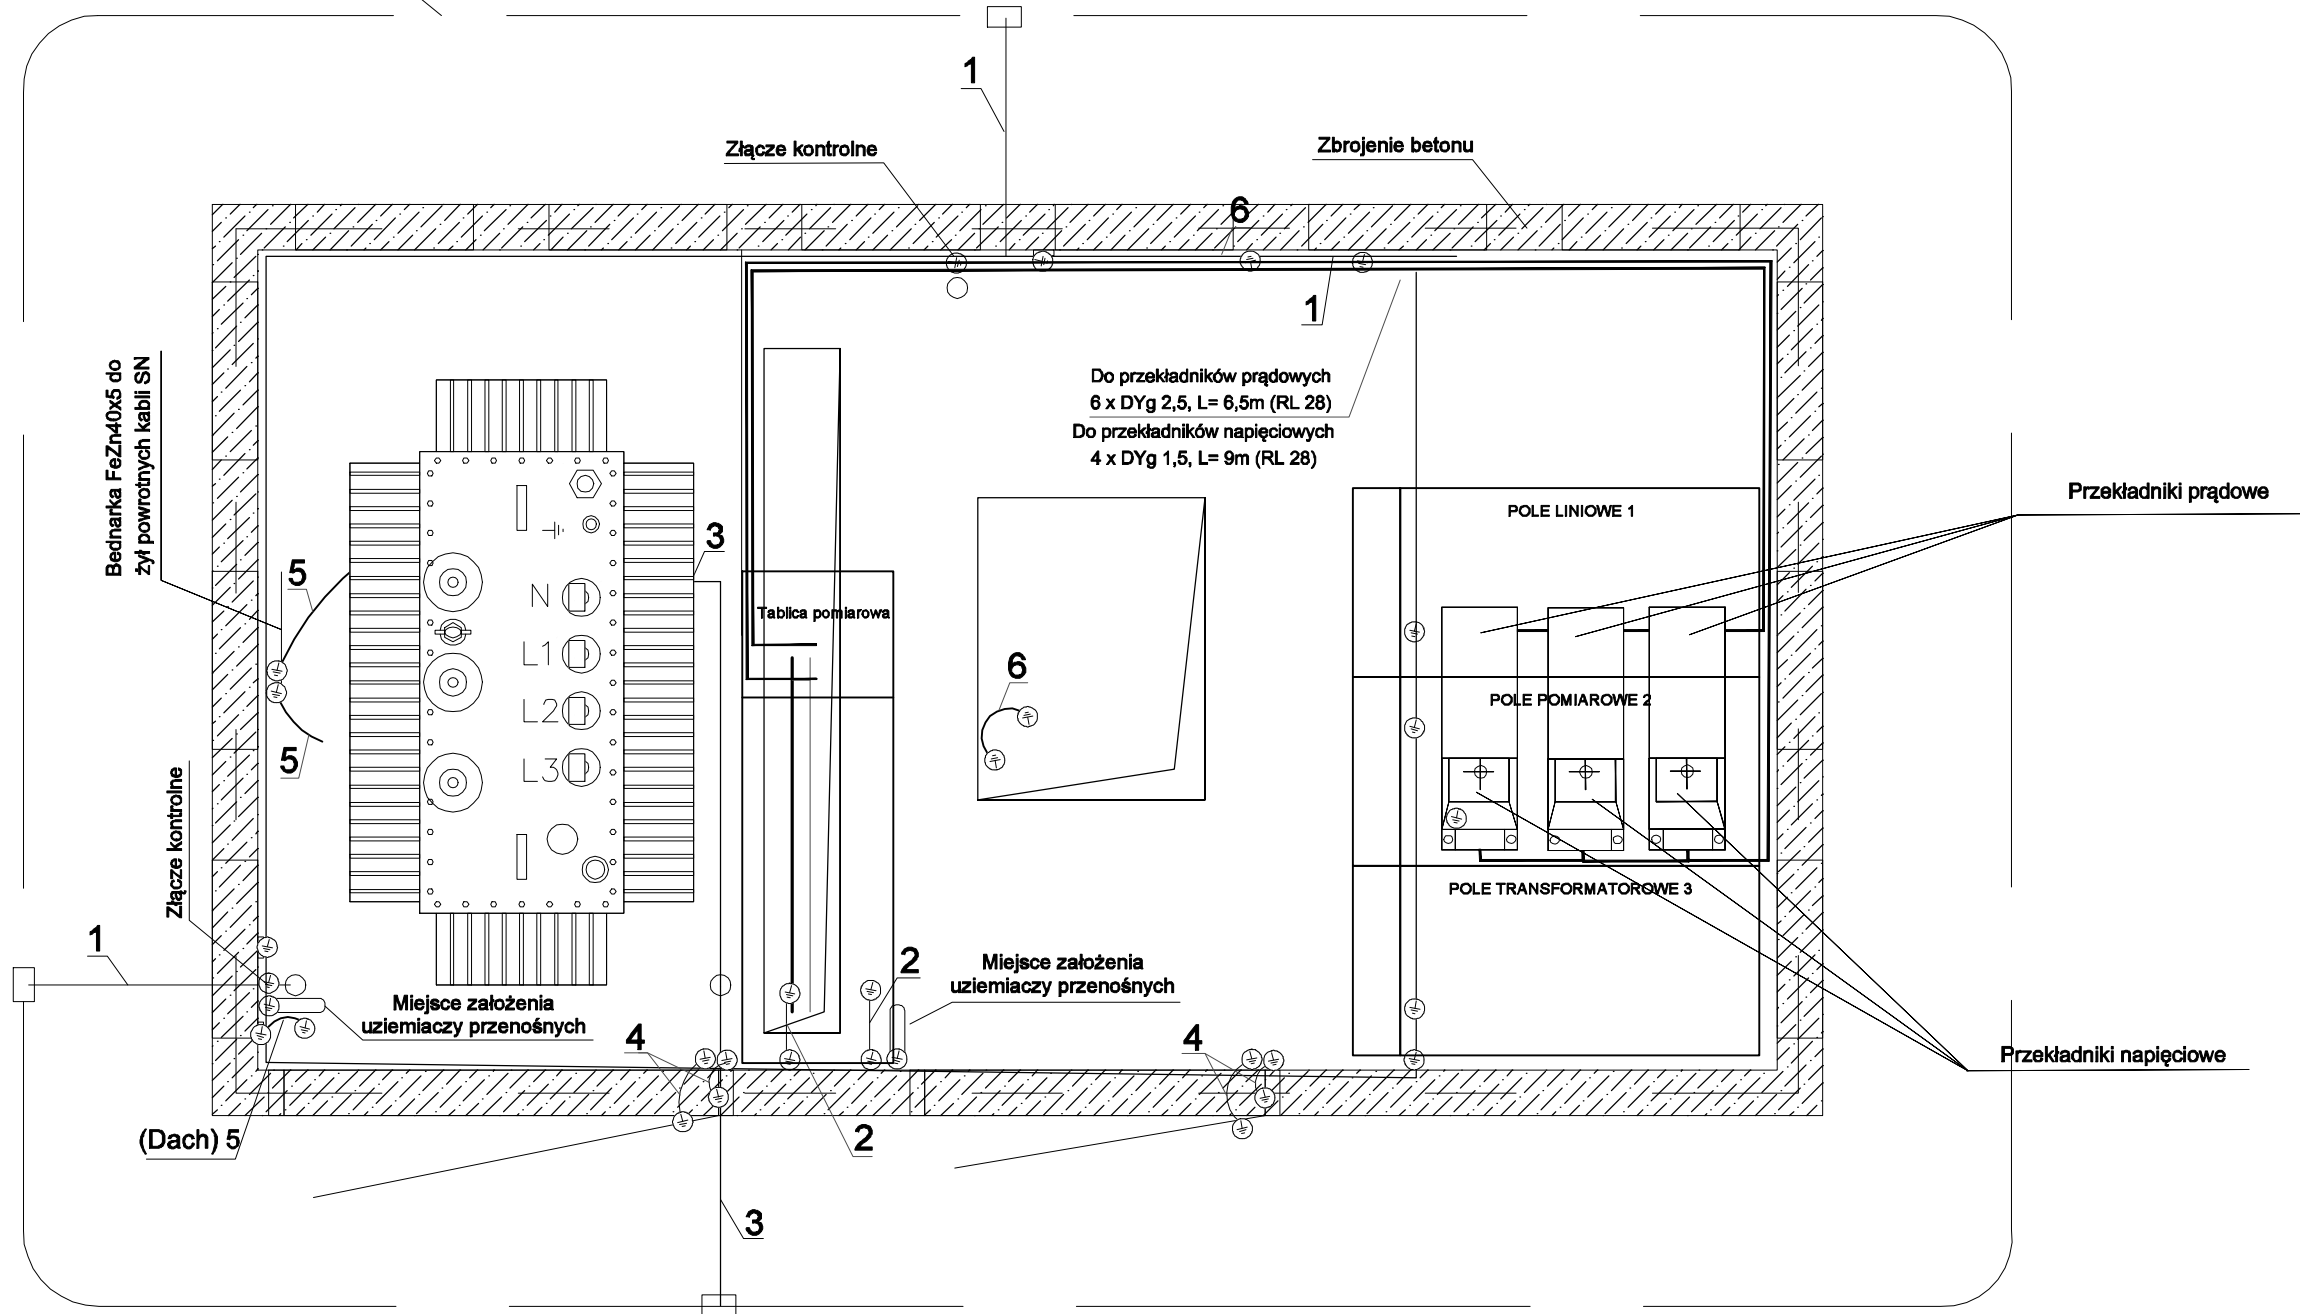 1
Złącze kontrolne
Zbrojenie betonu
6
1
Bednarka FeZn40x5 do
żył powrotnych kabli SN
Do przekładników prądowych
6 x DYg 2,5, L= 6,5m (RL 28)
Do przekładników napięciowych
4 x DYg 1,5, L= 9m (RL 28)
Przekładniki prądowe
POLE LINIOWE 1
3
5
N
Tablica pomiarowa
L1
6
POLE POMIAROWE 2
L2
5
L3
Złącze kontrolne
POLE TRANSFORMATOROWE 3
1
2
Miejsce założenia
uziemiaczy przenośnych
Miejsce założenia
uziemiaczy przenośnych
4
4
Przekładniki napięciowe
(Dach) 5
2
3